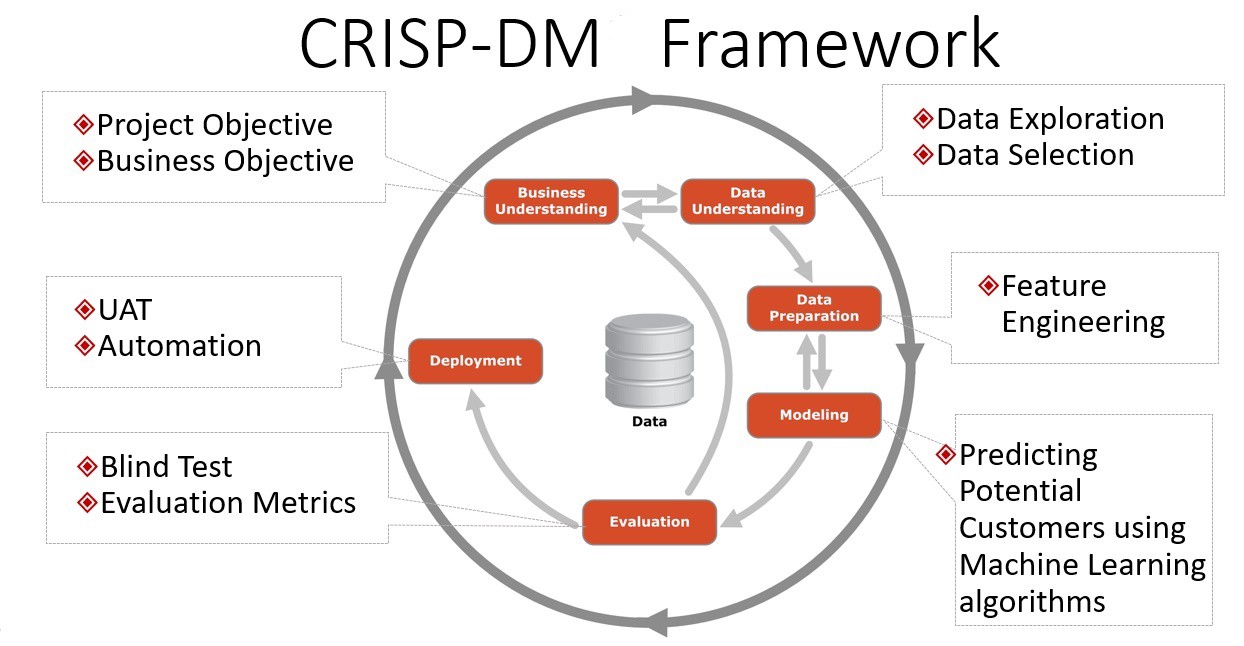 CRISP-DM Framework
Project Objective
Business Objective
Data Exploration
Data Selection
Business
Understanding
Data
Understanding
UAT
Automation
Feature
Engineering
Data
Preparation
Deployment
Data
Modeling
Blind Test
Evaluation Metrics
Evaluation
Predicting
Potential
Customers using
Machine Learning
algorithms